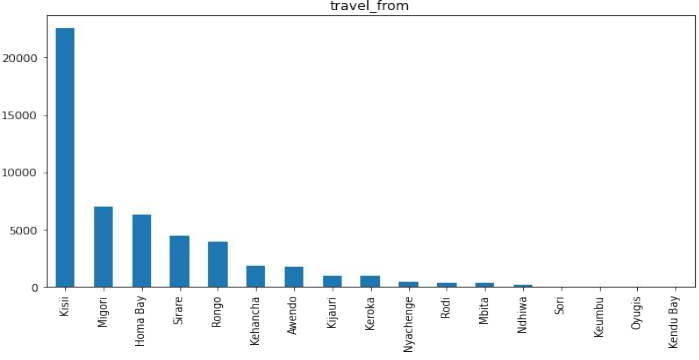 travel_from
20000
15000
10000
5000
0
Kisii
Migori
Homa Bay
Sirare
Rongo
Kehancha
Awendo
Kijauri
Keroka
Nyachenge
Rodi
Mbita
Ndhiwa
Sori
Keumbu
Oyugis
Kendu Bay